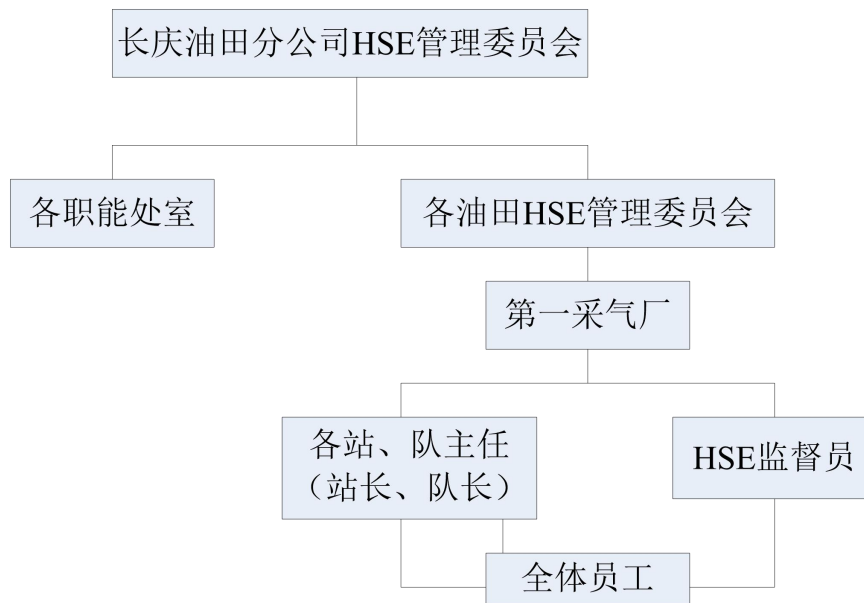 长庆油田分公司HSE管理委员会
各职能处室
各油田HSE管理委员会
第一采气厂
各站、队主任
（站长、队长）
HSE监督员
全体员工